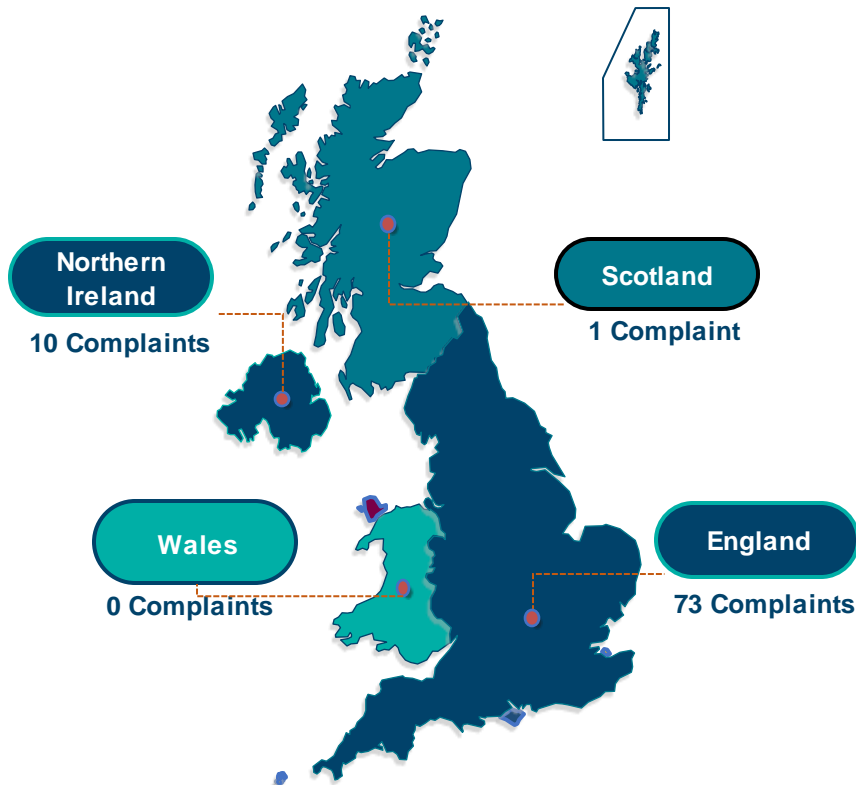 Northern
Ireland
10 Complaints
Scotland
1 Complaint
Wales
0 Complaints
England
73 Complaints